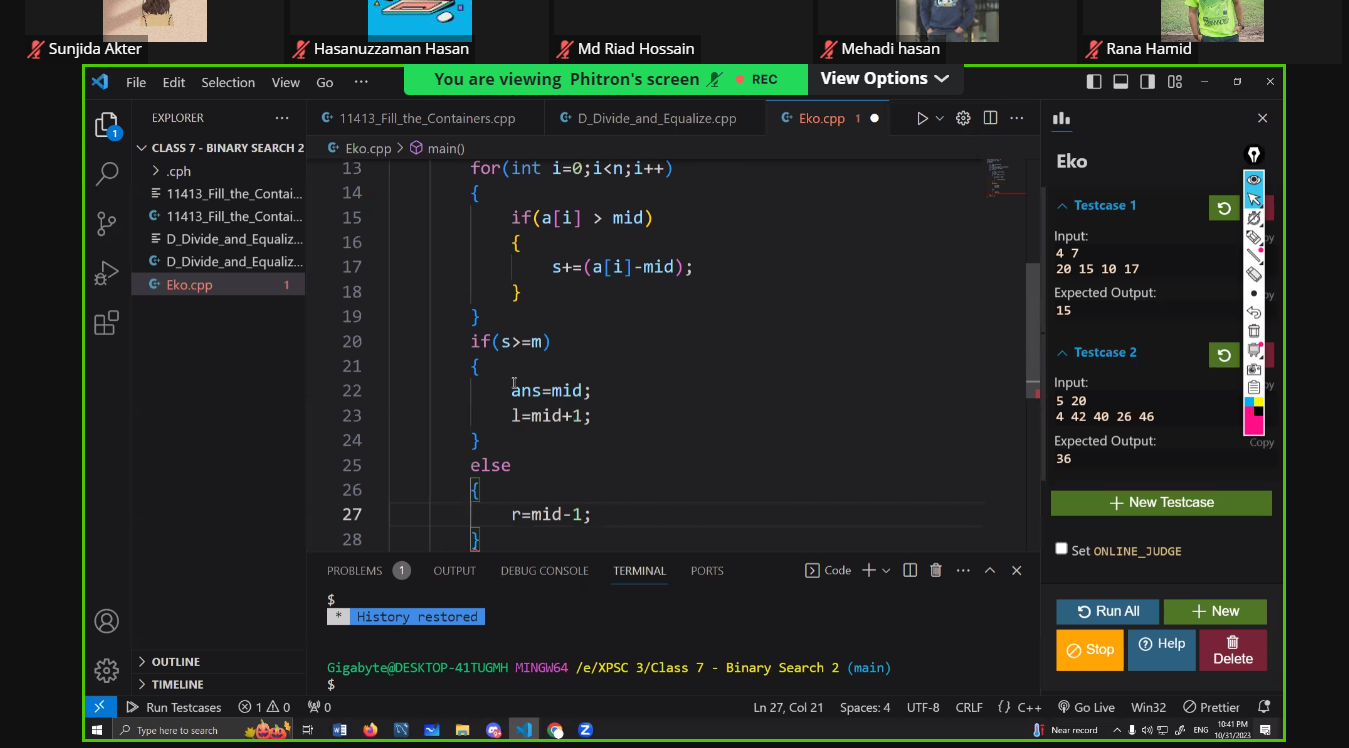 Sunjida Akter
Hasanuzzaman Hasan
Md Riad Hossain
Mehadi hasan
Rana Hamid
File Edit Selection View Go ···
You are viewing Phitron's screen REC
View Options
EXPLORER ···
CLASS 7 - BINARY SEARCH 2
.cph
11413_Fill_the_Contai...
11413_Fill_the_Contai...
D_Divide_and_Equaliz...
D_Divide_and_Equaliz...
Eko.cpp 1
OUTLINE
TIMELINE
11413_Fill_the_Containers.cpp
D_Divide_and_Equalize.cpp
Eko.cpp 1
Eko.cpp > main()
13 for(int i=0;i<n;i++)
14 {
15 if(a[i] > mid)
16 {
17 s+=(a[i]-mid);
18 }
19 }
20 if(s>=m)
21 {
22 ans=mid;
23 l=mid+1;
24 }
25 else
26 {
27 r=mid-1;
28 }
PROBLEMS 1 OUTPUT DEBUG CONSOLE TERMINAL PORTS
Code
$
* History restored
Gigabyte@DESKTOP-41TUGMH MINGW64 /e/XPSC 3/Class 7 - Binary Search 2 (main)
$
Eko
Testcase 1
Input:
4 7
20 15 10 17
Expected Output:
15
Testcase 2
Input:
5 20
4 42 40 26 46
Expected Output:
36
Copy
+ New Testcase
Set ONLINE_JUDGE
Run All
+ New
Stop
Help
Delete
Run Testcases 1 0 0
Ln 27, Col 21 Spaces: 4 UTF-8 CRLF {} C++ Go Live Win32 Prettier
Type here to search
Near record
ENG
10:41 PM
10/31/2023